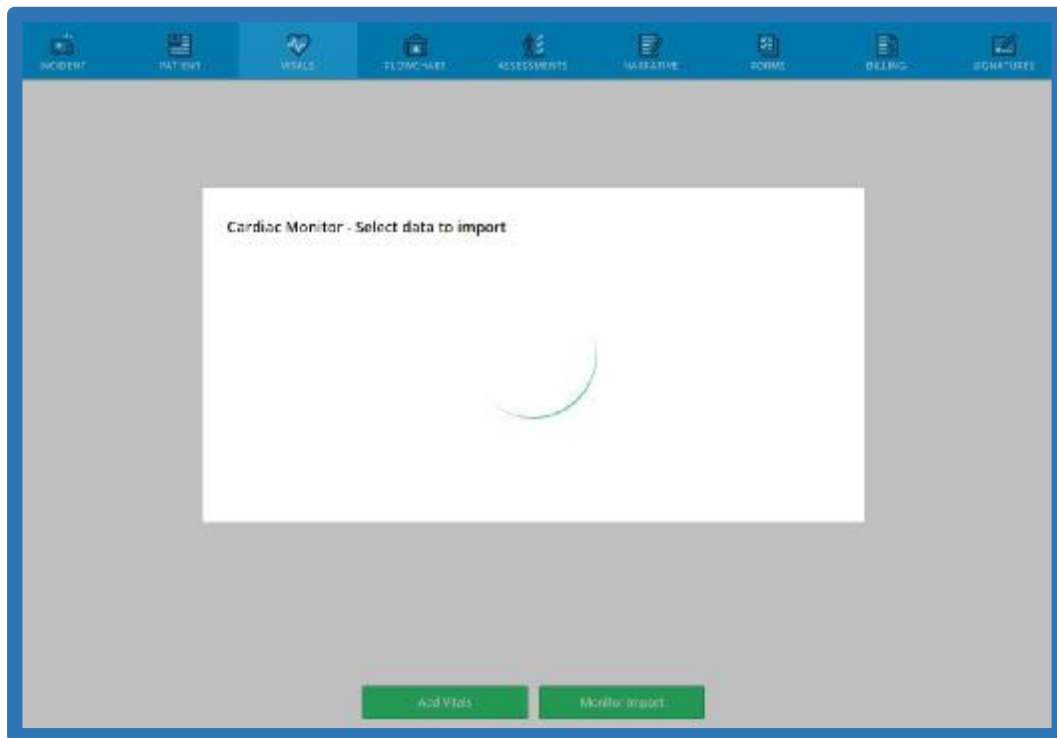 INCIDENT PATIENT VITALS FLOWCHART ASSESSMENTS NARRATIVE FORMS BILLING SIGNATURES
Cardiac Monitor - Select data to import
Add Vitals Monitor Import